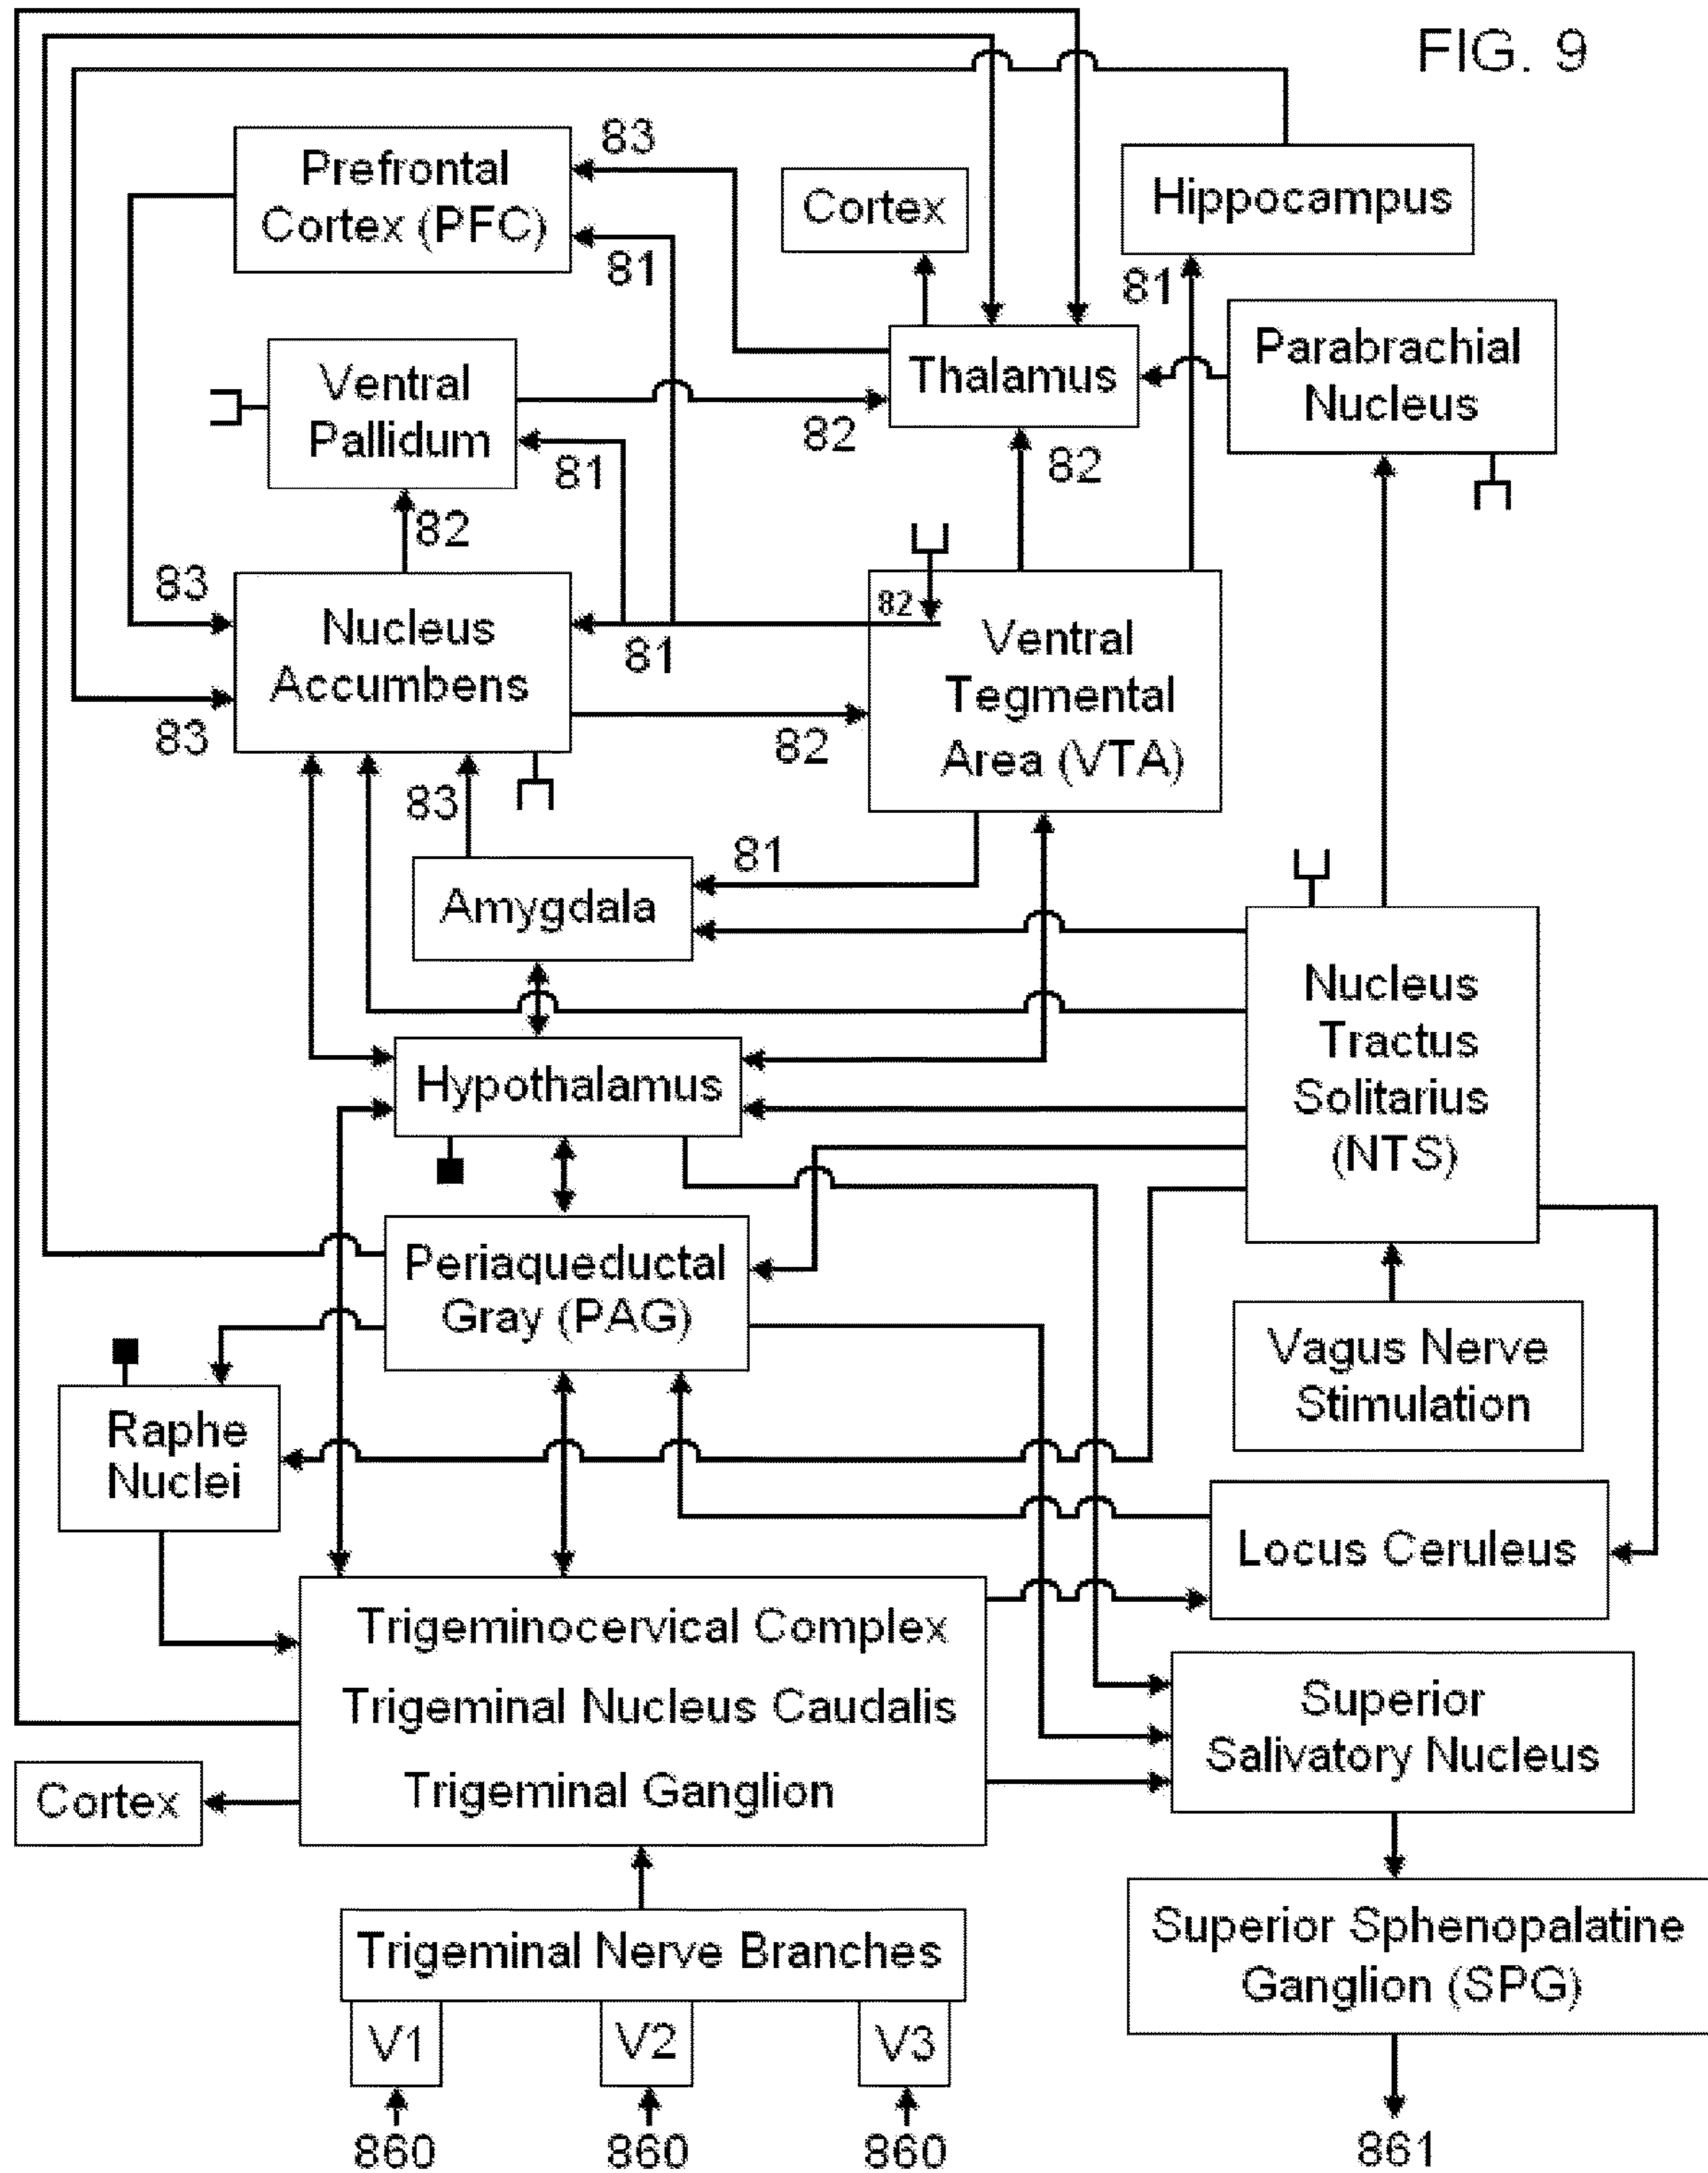 FIG. 9
83
Prefrontal
Cortex (PFC)
81
Cortex
Hippocampus
81
Parabrachial
Nucleus
Thalamus
Ventral
Pallidum
82
81
82
82
83
Nucleus
Accumbens
83
81
82
82
Ventral
Tegmental
Area (VTA)
83
81
Amygdala
Nucleus
Tractus
Solitarius
(NTS)
Hypothalamus
Periaqueductal
Gray (PAG)
Vagus Nerve
Stimulation
Raphe
Nuclei
Locus Ceruleus
Trigeminocervical Complex
Trigeminal Nucleus Caudalis
Trigeminal Ganglion
Superior
Salivatory Nucleus
Cortex
Superior Sphenopalatine
Ganglion (SPG)
Trigeminal Nerve Branches
V1 V2 V3
860 860 860
861